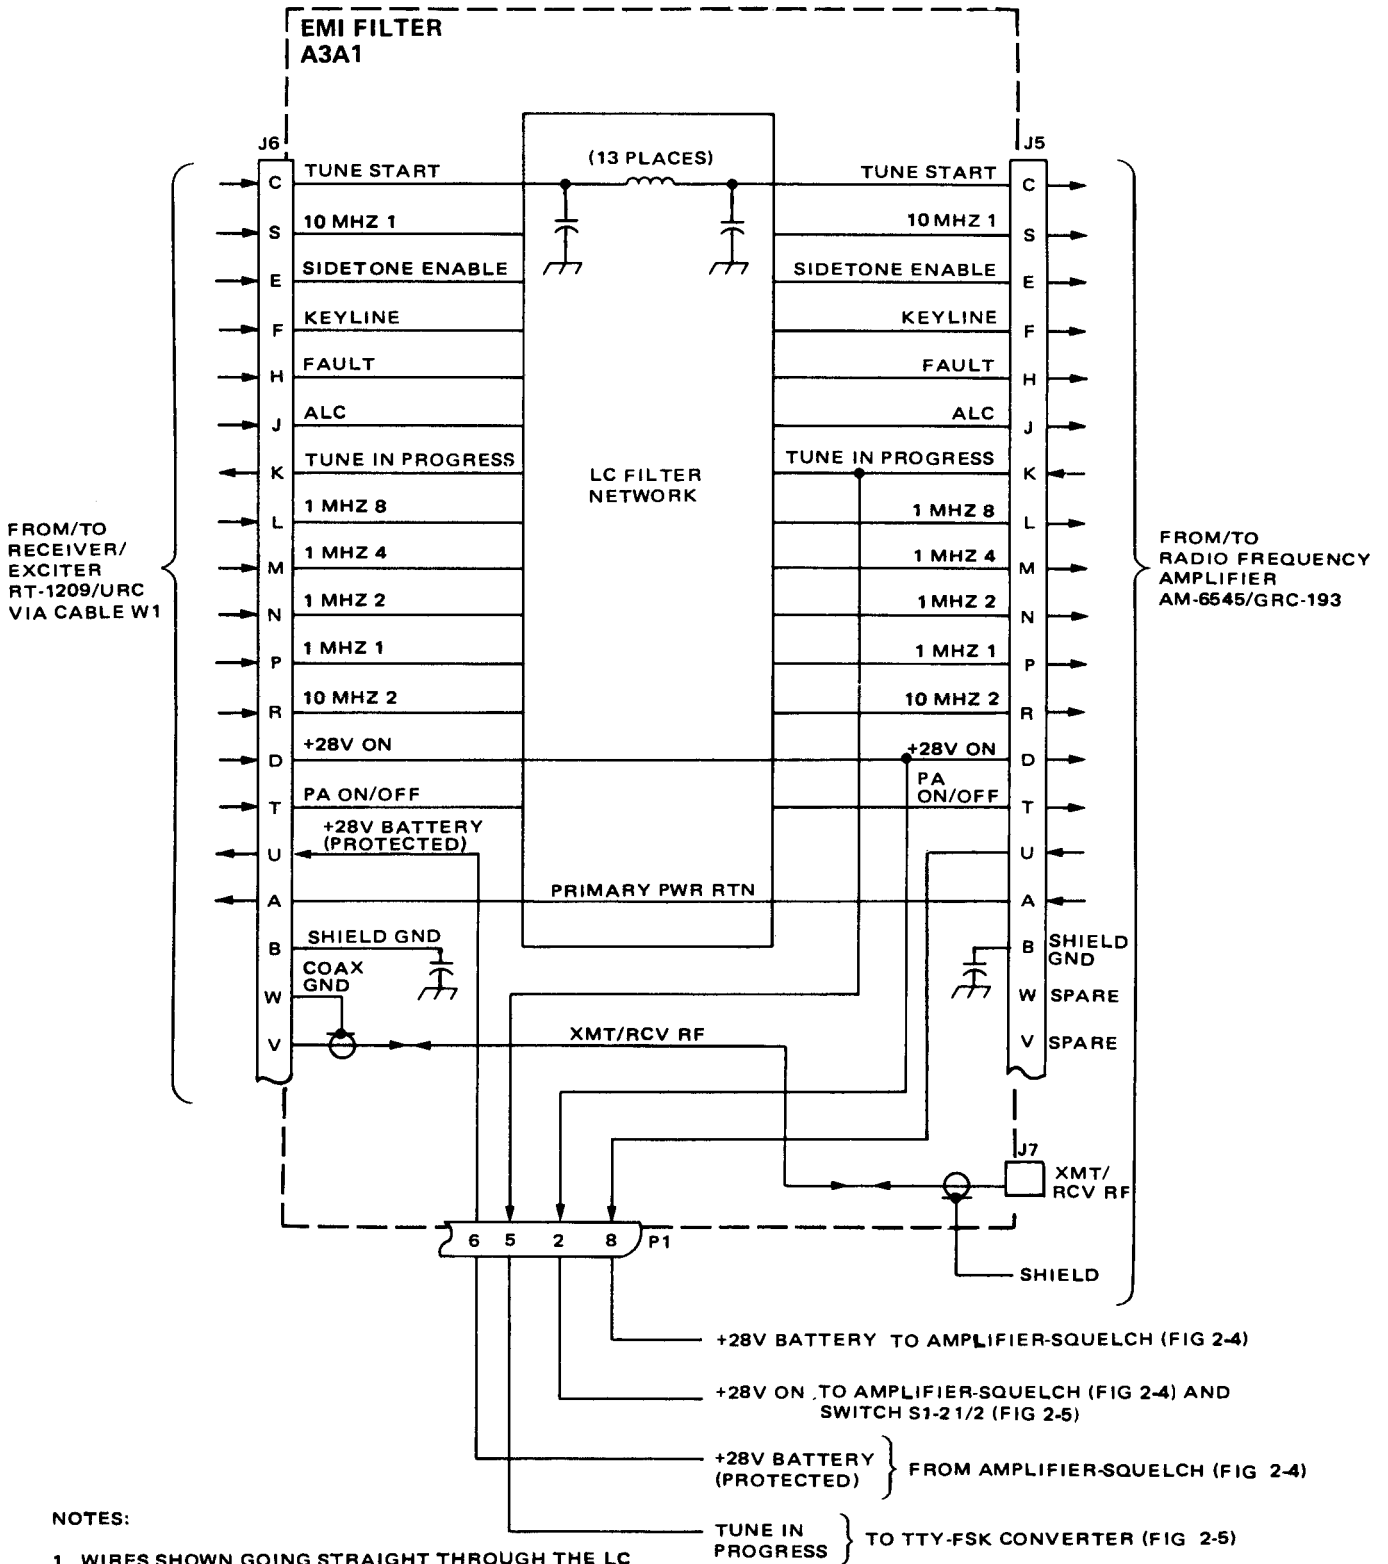 EMI FILTER
A3A1
J6
J5
(13 PLACES)
C TUNE START TUNE START C
S 10 MHZ 1 10 MHZ 1 S
E SIDETONE ENABLE SIDETONE ENABLE E
F KEYLINE KEYLINE F
H FAULT FAULT H
J ALC ALC J
K TUNE IN PROGRESS TUNE IN PROGRESS K
LC FILTER
NETWORK
L 1 MHZ 8 1 MHZ 8 L
M 1 MHZ 4 1 MHZ 4 M
N 1 MHZ 2 1 MHZ 2 N
P 1 MHZ 1 1 MHZ 1 P
R 10 MHZ 2 10 MHZ 2 R
D +28V ON +28V ON D
T PA ON/OFF PA
ON/OFF T
U +28V BATTERY
(PROTECTED) U
A PRIMARY PWR RTN A
B SHIELD GND B SHIELD
GND
W COAX
GND W SPARE
V XMT/RCV RF V SPARE
FROM/TO
RECEIVER/
EXCITER
RT-1209/URC
VIA CABLE W1
FROM/TO
RADIO FREQUENCY
AMPLIFIER
AM-6545/GRC-193
J7
XMT/
RCV RF
6 5 2 8 P1
SHIELD
+28V BATTERY TO AMPLIFIER-SQUELCH (FIG 2-4)
+28V ON TO AMPLIFIER-SQUELCH (FIG 2-4) AND
SWITCH S1-2 1/2 (FIG 2-5)
+28V BATTERY
(PROTECTED)
FROM AMPLIFIER-SQUELCH (FIG 2-4)
TUNE IN
PROGRESS
TO TTY-FSK CONVERTER (FIG 2-5)
NOTES:
1 WIRES SHOWN GOING STRAIGHT THROUGH THE LC